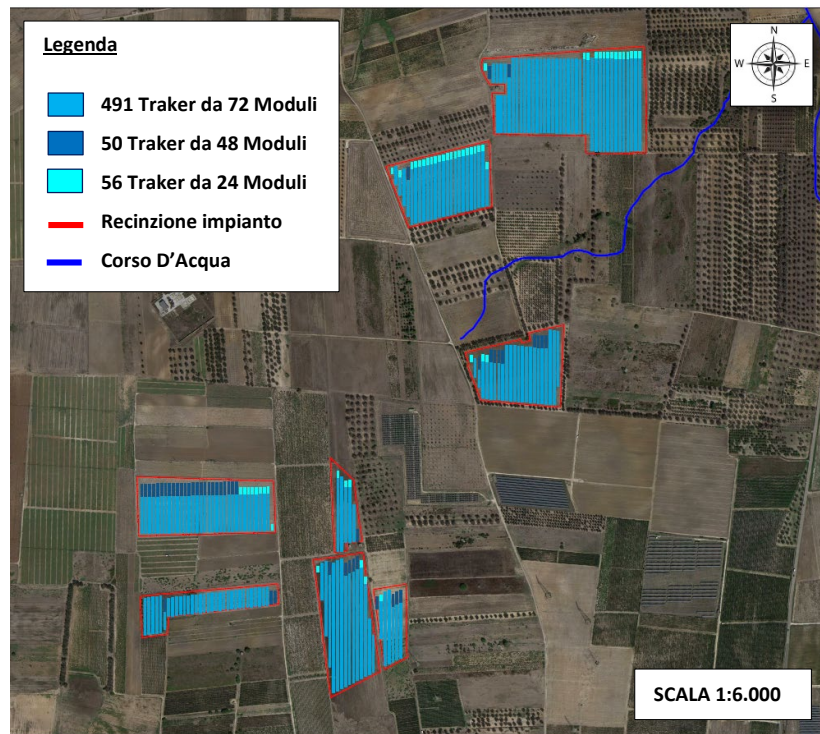 Legenda
491 Traker da 72 Moduli
50 Traker da 48 Moduli
56 Traker da 24 Moduli
Recinzione impianto
Corso D’Acqua
N
W E
S
SCALA 1:6.000